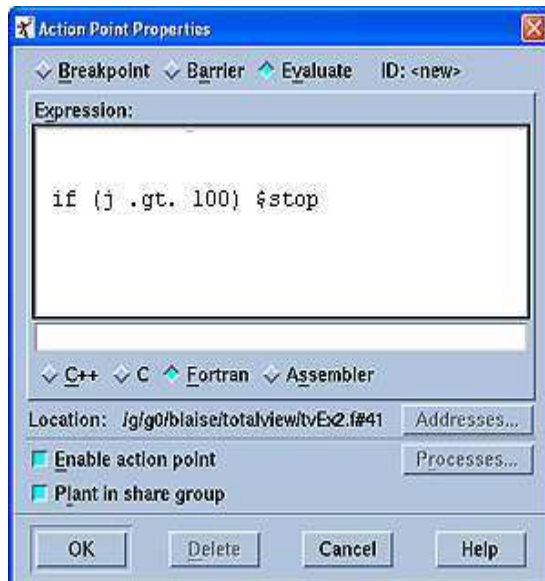 Action Point Properties
Breakpoint Barrier Evaluate ID: <new>
Expression:
if (j .gt. 100) $stop
C++ C Fortran Assembler
Location: /g/g0/blaise/totalview/tvEx2.f#41 Addresses...
Enable action point Processes...
Plant in share group
OK Delete Cancel Help